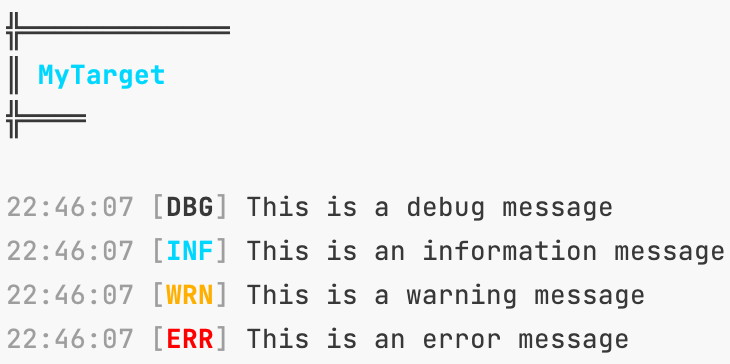 ╬══════════════
║ MyTarget
╬════

22:46:07 [DBG] This is a debug message
22:46:07 [INF] This is an information message
22:46:07 [WRN] This is a warning message
22:46:07 [ERR] This is an error message